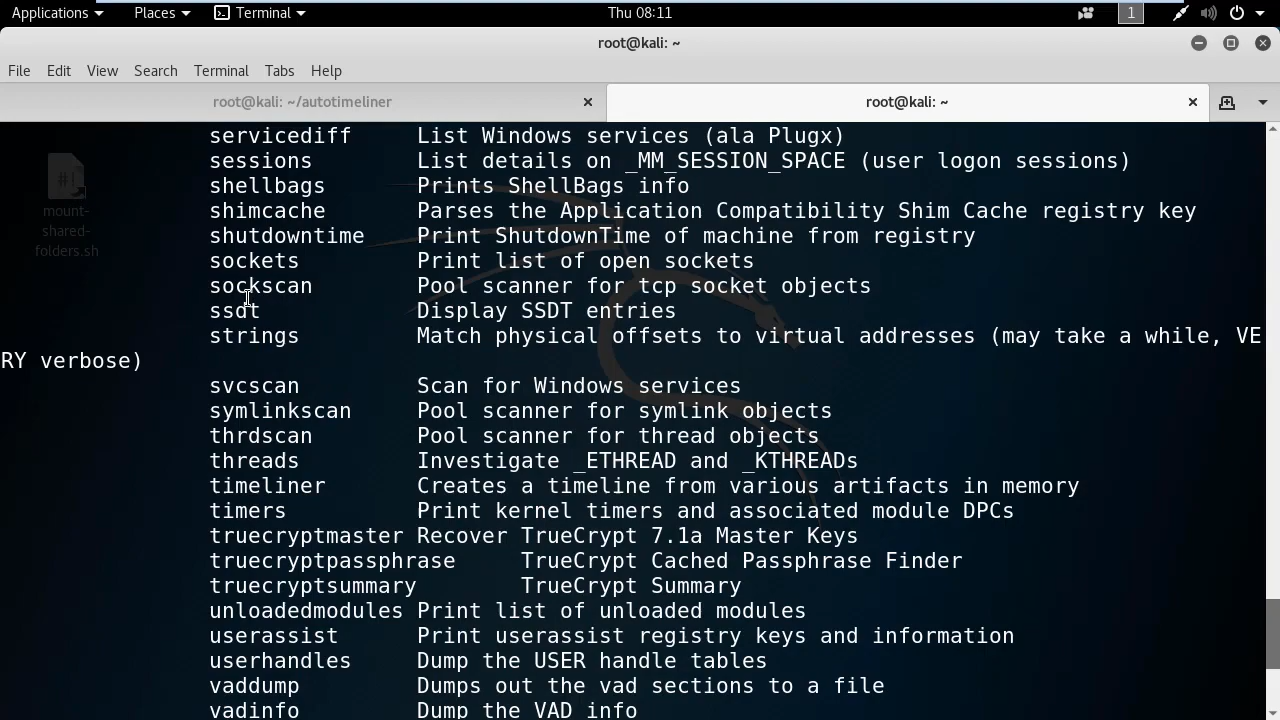 Applications Places Terminal Thu 08:11 1
root@kali: ~
File Edit View Search Terminal Tabs Help
root@kali: ~/autotimeliner root@kali: ~
mount-
shared-
folders.sh
servicediff List Windows services (ala Plugx)
sessions List details on _MM_SESSION_SPACE (user logon sessions)
shellbags Prints ShellBags info
shimcache Parses the Application Compatibility Shim Cache registry key
shutdowntime Print ShutdownTime of machine from registry
sockets Print list of open sockets
sockscan Pool scanner for tcp socket objects
ssdt Display SSDT entries
strings Match physical offsets to virtual addresses (may take a while, VE
RY verbose)
svcscan Scan for Windows services
symlinkscan Pool scanner for symlink objects
thrdscan Pool scanner for thread objects
threads Investigate _ETHREAD and _KTHREADs
timeliner Creates a timeline from various artifacts in memory
timers Print kernel timers and associated module DPCs
truecryptmaster Recover TrueCrypt 7.1a Master Keys
truecryptpassphrase TrueCrypt Cached Passphrase Finder
truecryptsummary TrueCrypt Summary
unloadedmodules Print list of unloaded modules
userassist Print userassist registry keys and information
userhandles Dump the USER handle tables
vaddump Dumps out the vad sections to a file
vadinfo Dump the VAD info